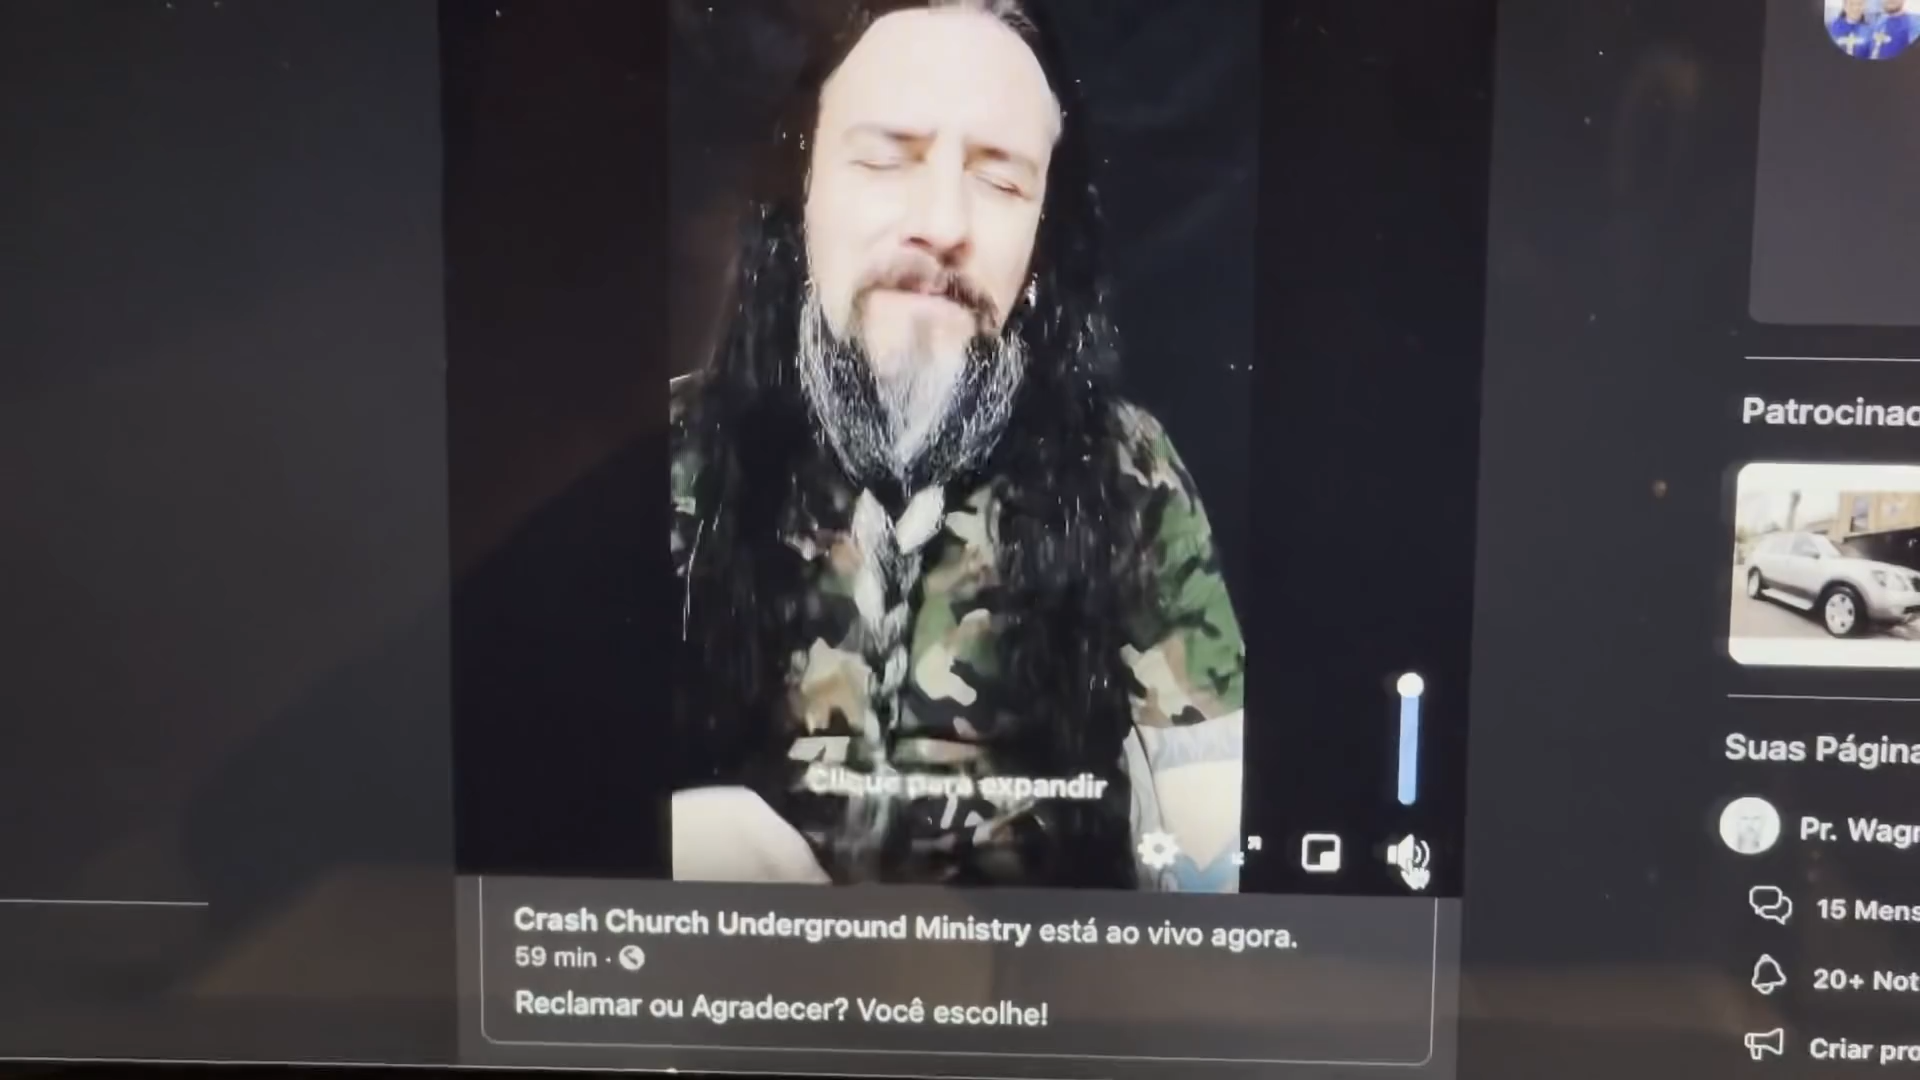 Clique para expandir
Crash Church Underground Ministry está ao vivo agora.
59 min ·
Reclamar ou Agradecer? Você escolhe!
Patrocinad
Suas Página
Pr. Wagn
15 Mens
20+ Not
Criar pro